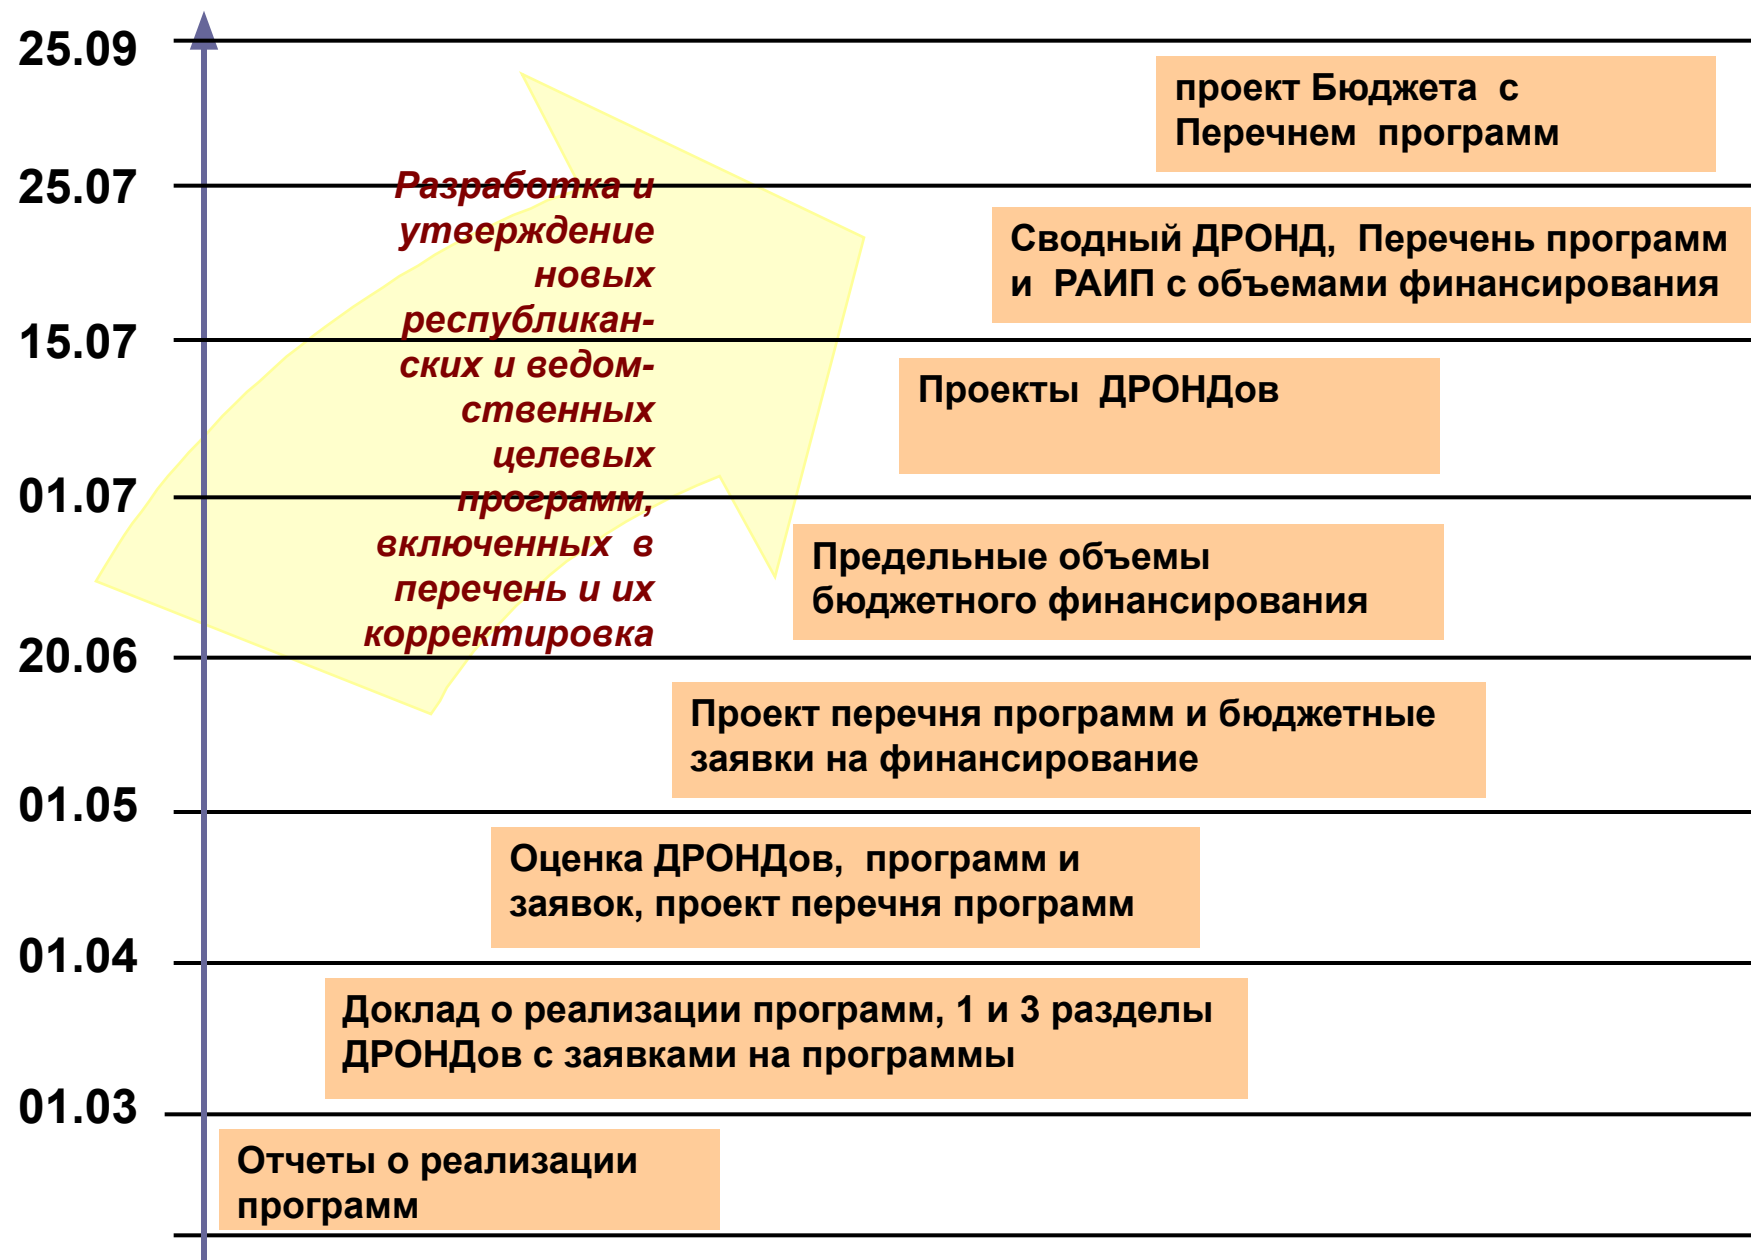 25.09
проект Бюджета с
Перечнем программ
25.07
Разработка и
утверждение
новых
республикан-
ских и ведом-
ственных
целевых
программ,
включенных в
перечень и их
корректировка
Сводный ДРОНД, Перечень программ
и РАИП с объемами финансирования
15.07
Проекты ДРОНДов
01.07
Предельные объемы
бюджетного финансирования
20.06
Проект перечня программ и бюджетные
заявки на финансирование
01.05
Оценка ДРОНДов, программ и
заявок, проект перечня программ
01.04
Доклад о реализации программ, 1 и 3 разделы
ДРОНДов с заявками на программы
01.03
Отчеты о реализации
программ